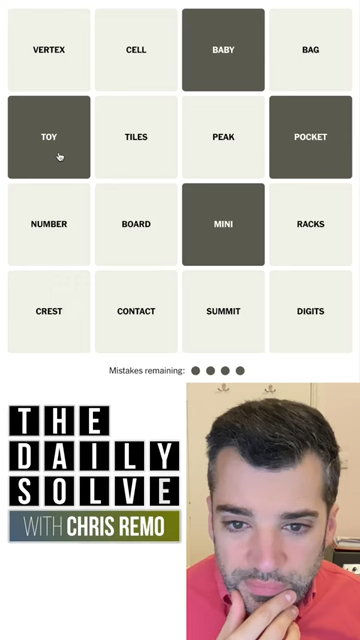 VERTEX CELL BABY BAG
TOY TILES PEAK POCKET
NUMBER BOARD MINI RACKS
CREST CONTACT SUMMIT DIGITS
Mistakes remaining:
THE
DAILY
SOLVE
WITH CHRIS REMO